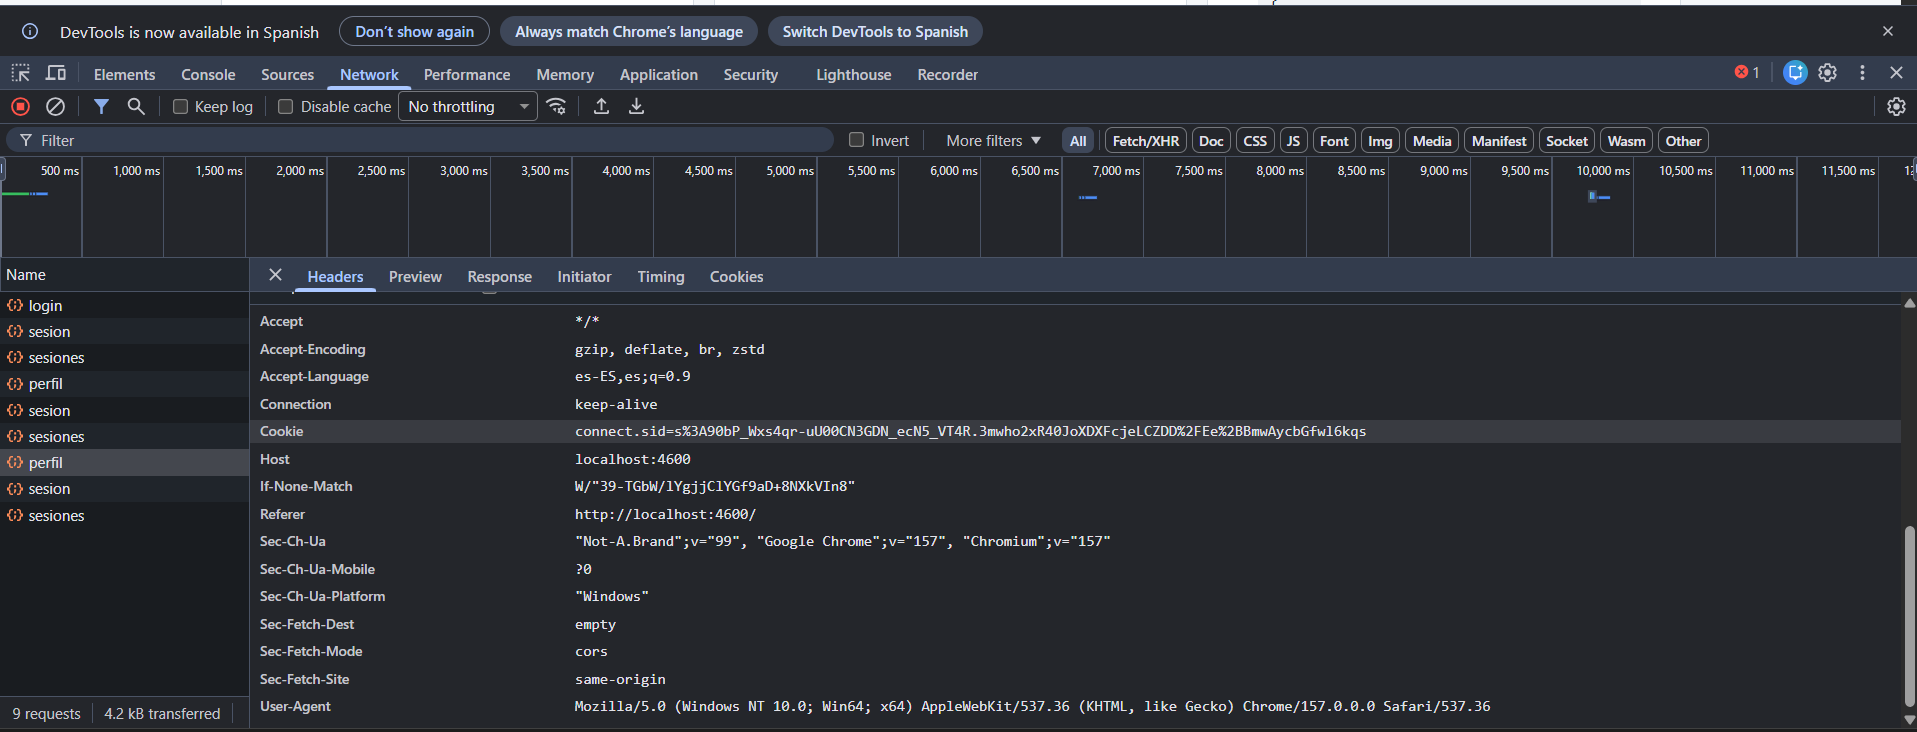 DevTools is now available in Spanish Don't show again Always match Chrome's language Switch DevTools to Spanish
Elements Console Sources Network Performance Memory Application Security Lighthouse Recorder 1
Keep log Disable cache No throttling
Filter Invert More filters All Fetch/XHR Doc CSS JS Font Img Media Manifest Socket Wasm Other
500 ms 1,000 ms 1,500 ms 2,000 ms 2,500 ms 3,000 ms 3,500 ms 4,000 ms 4,500 ms 5,000 ms 5,500 ms 6,000 ms 6,500 ms 7,000 ms 7,500 ms 8,000 ms 8,500 ms 9,000 ms 9,500 ms 10,000 ms 10,500 ms 11,000 ms 11,500 ms
Name
login
sesion
sesiones
perfil
sesion
sesiones
perfil
sesion
sesiones
9 requests 4.2 kB transferred
Headers Preview Response Initiator Timing Cookies
Accept */*
Accept-Encoding gzip, deflate, br, zstd
Accept-Language es-ES,es;q=0.9
Connection keep-alive
Cookie connect.sid=s%3A90bP_Wxs4qr-uU00CN3GDN_ecN5_VT4R.3mwho2xR40JoXDXFcjeLCZDD%2FEe%2BBmwAycbGfwl6kqs
Host localhost:4600
If-None-Match W/"39-TGbW/lYgjjClYGf9aD+8NXkVIn8"
Referer http://localhost:4600/
Sec-Ch-Ua "Not-A.Brand";v="99", "Google Chrome";v="157", "Chromium";v="157"
Sec-Ch-Ua-Mobile ?0
Sec-Ch-Ua-Platform "Windows"
Sec-Fetch-Dest empty
Sec-Fetch-Mode cors
Sec-Fetch-Site same-origin
User-Agent Mozilla/5.0 (Windows NT 10.0; Win64; x64) AppleWebKit/537.36 (KHTML, like Gecko) Chrome/157.0.0.0 Safari/537.36